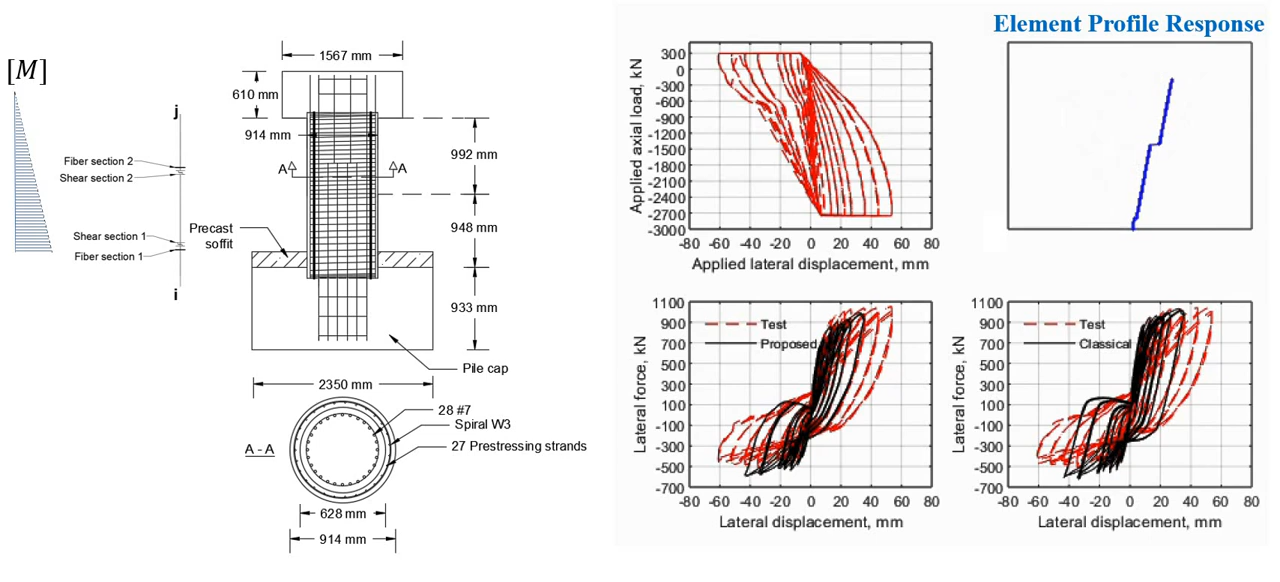 [M]
j
Fiber section 2
Shear section 2
Shear section 1
Fiber section 1
i
1567 mm
610 mm
914 mm
A
A
992 mm
948 mm
933 mm
Precast
soffit
Pile cap
2350 mm
28 #7
Spiral W3
27 Prestressing strands
A - A
628 mm
914 mm
300
0
-300
-600
-900
-1200
-1500
-1800
-2100
-2400
-2700
-3000
Applied axial load, kN
-80 -60 -40 -20 0 20 40 60 80
Applied lateral displacement, mm
Element Profile Response
1100
900
700
500
300
100
-100
-300
-500
-700
Lateral force, kN
Test
Proposed
-80 -60 -40 -20 0 20 40 60 80
Lateral displacement, mm
1100
900
700
500
300
100
-100
-300
-500
-700
Lateral force, kN
Test
Classical
-80 -60 -40 -20 0 20 40 60 80
Lateral displacement, mm